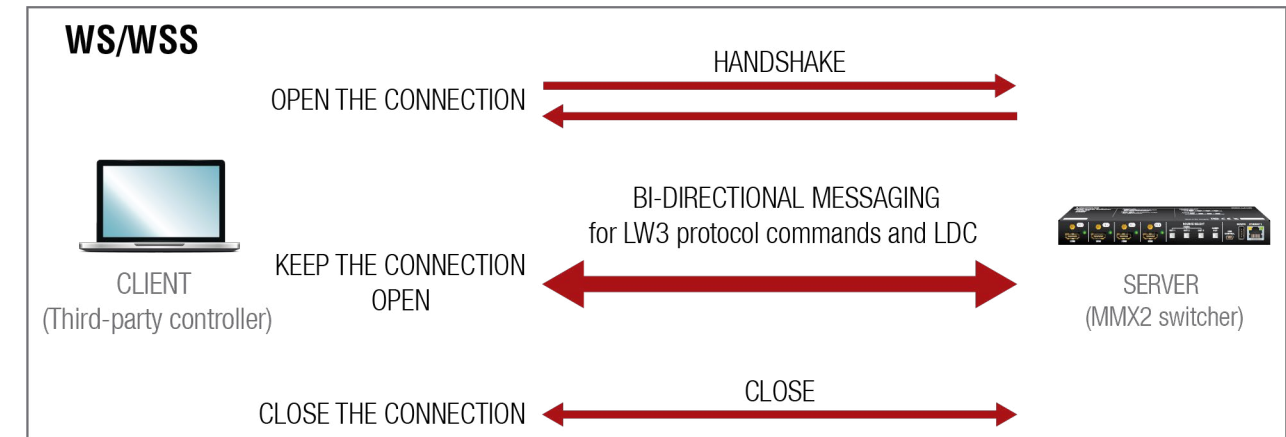 WS/WSS
HANDSHAKE
OPEN THE CONNECTION
BI-DIRECTIONAL MESSAGING
for LW3 protocol commands and LDC
KEEP THE CONNECTION
OPEN
CLIENT
(Third-party controller)
SERVER
(MMX2 switcher)
CLOSE
CLOSE THE CONNECTION